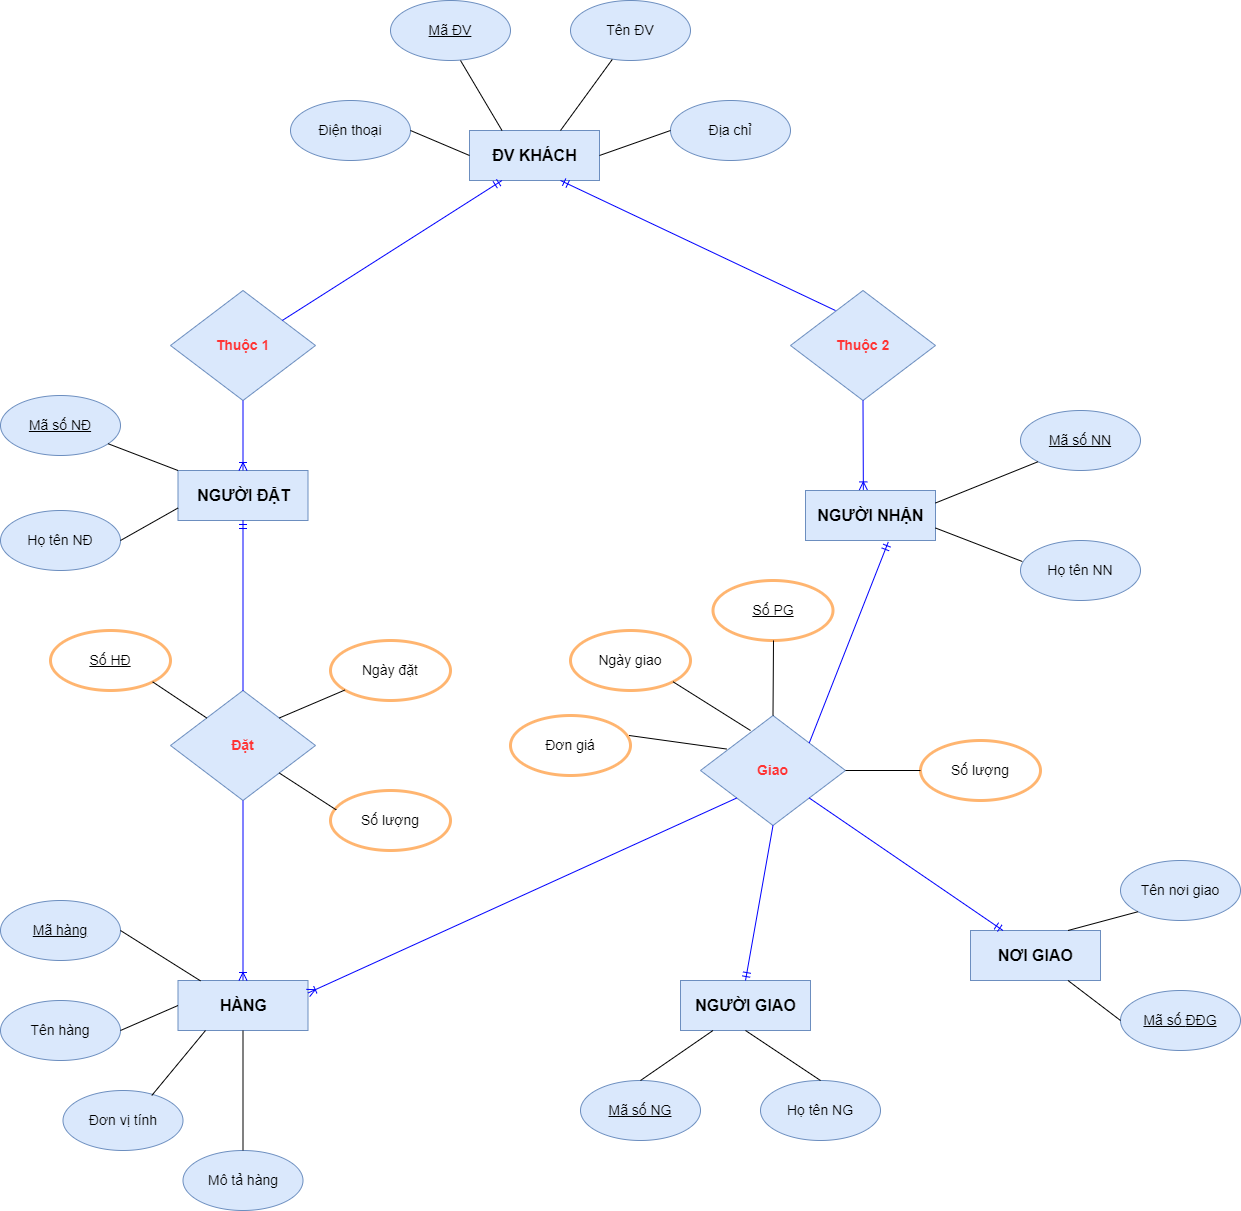 Mã ĐV
Tên ĐV
Điện thoại
Địa chỉ
ĐV KHÁCH
Thuộc 1
Thuộc 2
Mã số NĐ
Mã số NN
NGƯỜI ĐẶT
NGƯỜI NHẬN
Họ tên NĐ
Họ tên NN
Số PG
Số HĐ
Ngày đặt
Ngày giao
Đơn giá
Đặt
Giao
Số lượng
Số lượng
Tên nơi giao
Mã hàng
NƠI GIAO
HÀNG
NGƯỜI GIAO
Tên hàng
Mã số ĐĐG
Đơn vị tính
Mã số NG
Họ tên NG
Mô tả hàng